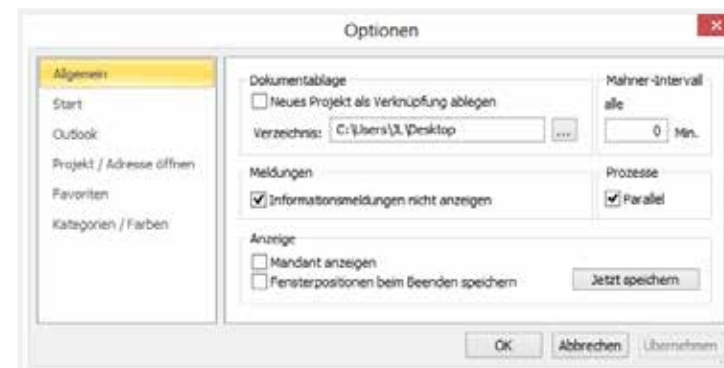 Optionen
Allgemein
Start
Outlook
Projekt / Adresse öffnen
Favoriten
Kategorien / Farben
Dokumentablage
Neues Projekt als Verknüpfung ablegen
Verzeichnis: C:\Users\JL\Desktop ...
Mahner-Intervall
alle
0 Min.
Meldungen
Informationsmeldungen nicht anzeigen
Prozesse
Parallel
Anzeige
Mandant anzeigen
Fensterpositionen beim Beenden speichern
Jetzt speichern
OK Abbrechen Übernehmen